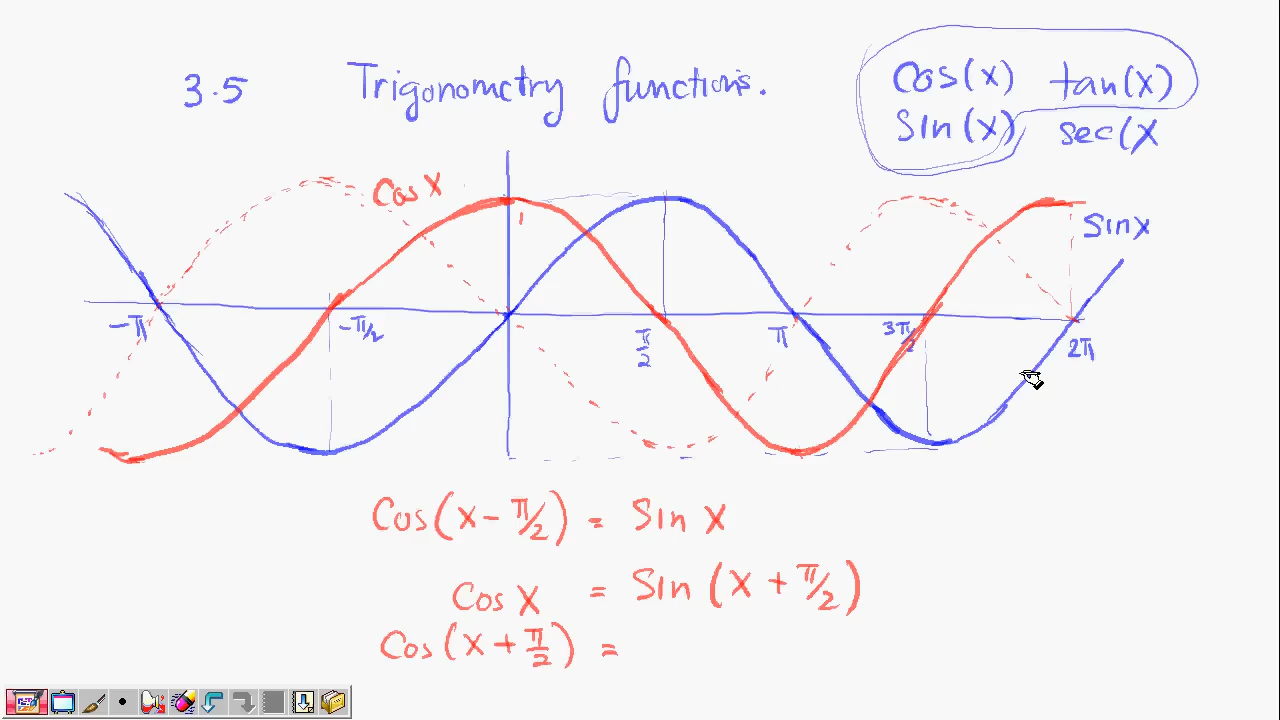 3.5 Trigonometry functions.
cos(x) tan(x)
sin(x) sec(x
cos x
1
sin x
-π
-π/2
π/2
π
3π/2
2π
cos(x - π/2) = sin x
cos x = sin (x + π/2)
cos(x + π/2) =